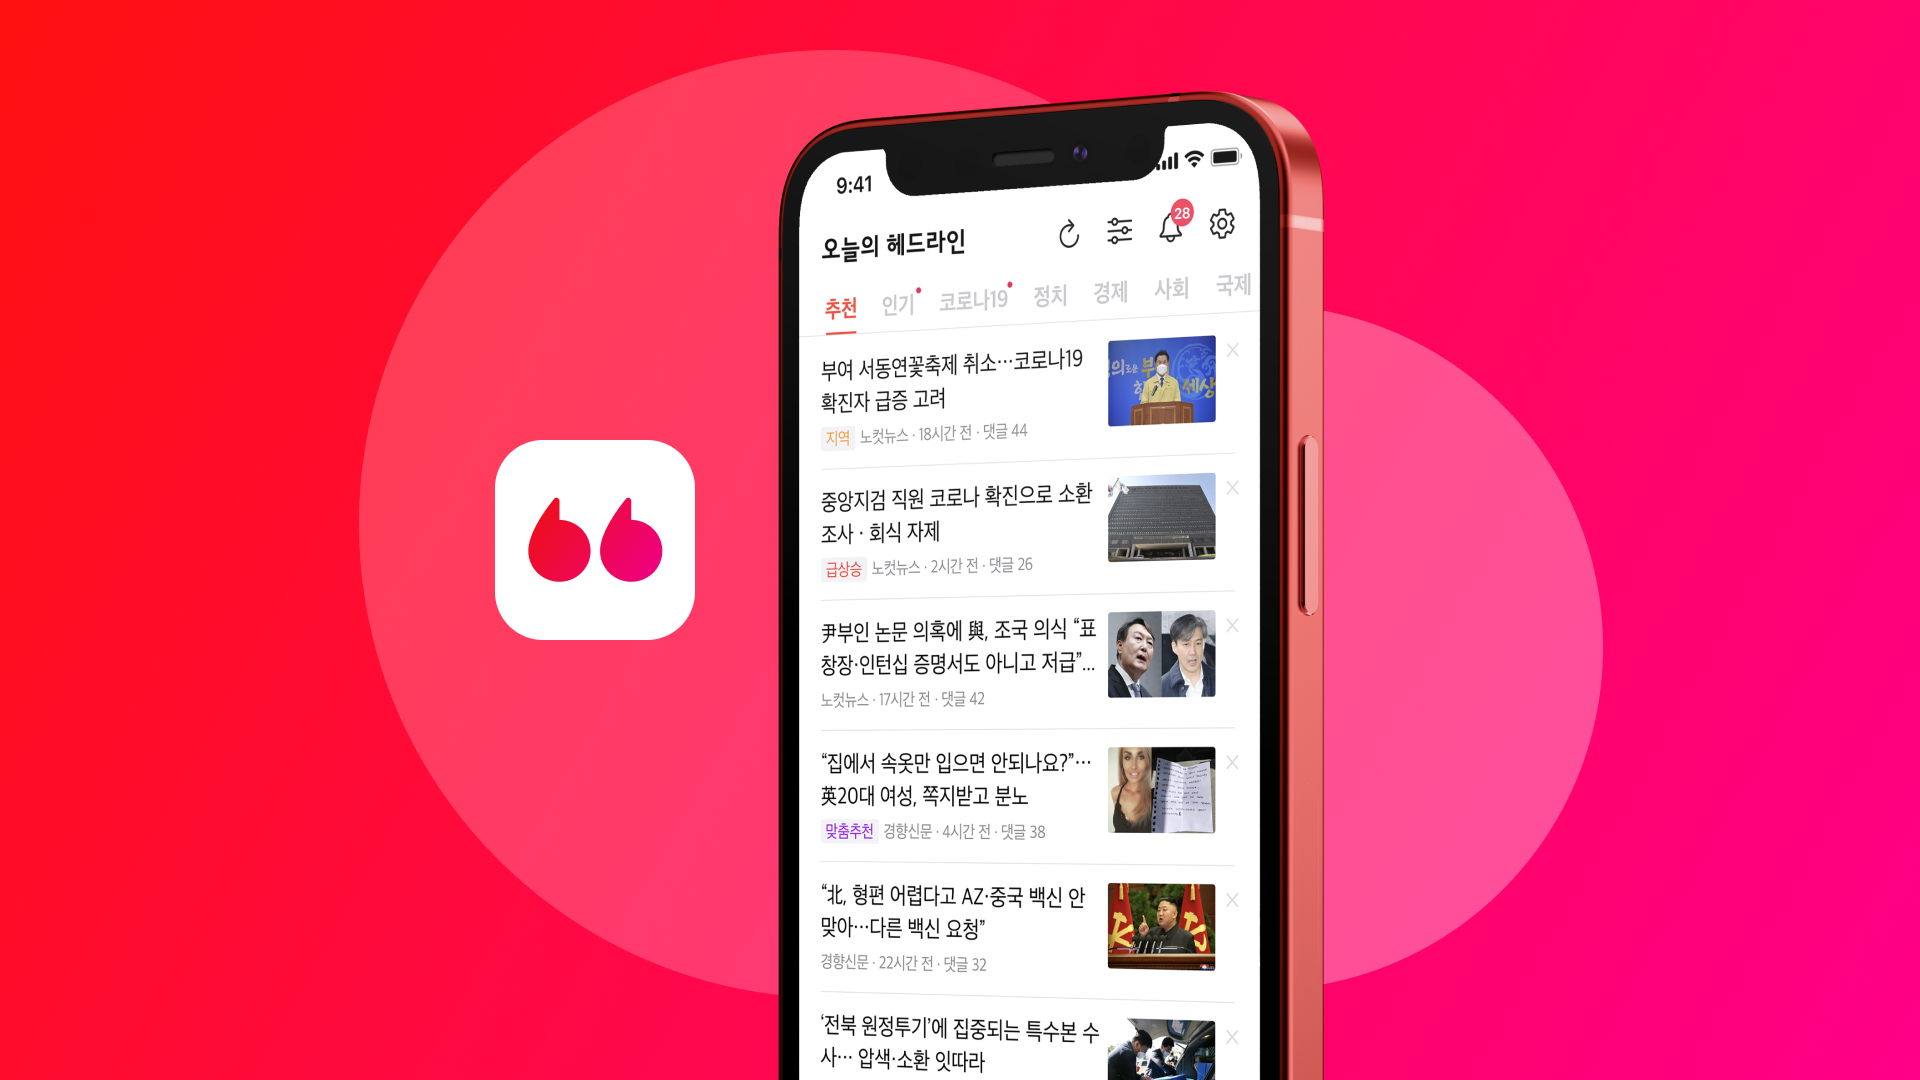 9:41
오늘의 헤드라인
28
추천 인기 코로나19 정치 경제 사회 국제
부여 서동연꽃축제 취소…코로나19
확진자 급증 고려
지역 노컷뉴스 · 18시간 전 · 댓글 44
중앙지검 직원 코로나 확진으로 소환
조사 · 회식 자제
급상승 노컷뉴스 · 2시간 전 · 댓글 26
尹부인 논문 의혹에 與, 조국 의식 “표
창장·인턴십 증명서도 아니고 저급”...
노컷뉴스 · 17시간 전 · 댓글 42
“집에서 속옷만 입으면 안되나요?”…
英20대 여성, 쪽지받고 분노
맞춤추천 경향신문 · 4시간 전 · 댓글 38
“北, 형편 어렵다고 AZ·중국 백신 안
맞아…다른 백신 요청”
경향신문 · 22시간 전 · 댓글 32
‘전북 원정투기’에 집중되는 특수본 수
사… 압색·소환 잇따라